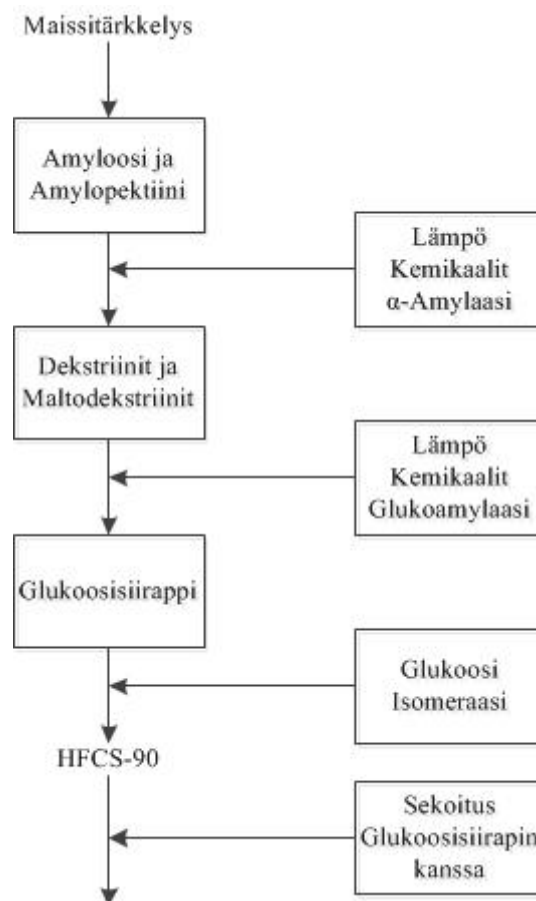 Maissitärkkelys
Amyloosi ja
Amylopektiini
Lämpö
Kemikaalit
α-Amylaasi
Dekstriinit ja
Maltodekstriinit
Lämpö
Kemikaalit
Glukoamylaasi
Glukoosisiirappi
Glukoosi
Isomeraasi
HFCS-90
Sekoitus
Glukoosisiirapin
kanssa